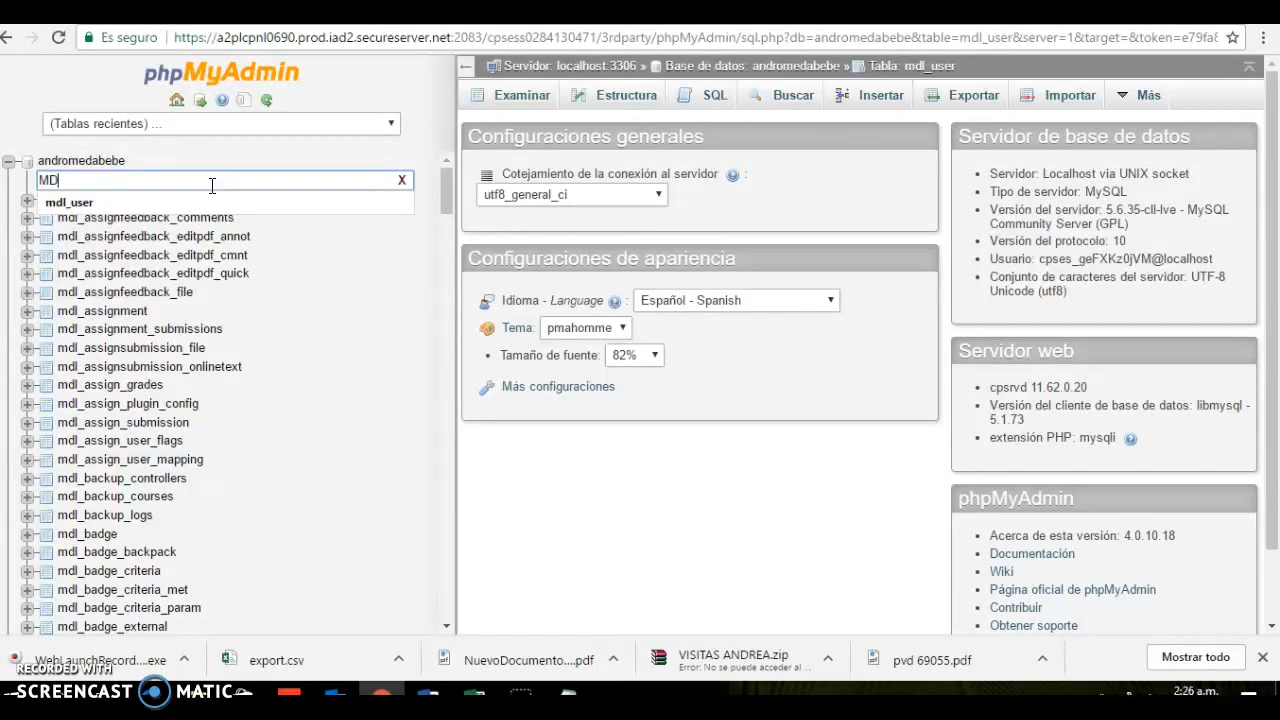 Es seguro https://a2plcpnl0690.prod.iad2.secureserver.net:2083/cpsess0284130471/3rdparty/phpMyAdmin/sql.php?db=andromedabebe&table=mdl_user&server=1&target=&token=e79fa8
phpMyAdmin
(Tablas recientes) ...
andromedabebe
MD X
mdl_user
mdl_assignfeedback_comments
mdl_assignfeedback_editpdf_annot
mdl_assignfeedback_editpdf_cmnt
mdl_assignfeedback_editpdf_quick
mdl_assignfeedback_file
mdl_assignment
mdl_assignment_submissions
mdl_assignsubmission_file
mdl_assignsubmission_onlinetext
mdl_assign_grades
mdl_assign_plugin_config
mdl_assign_submission
mdl_assign_user_flags
mdl_assign_user_mapping
mdl_backup_controllers
mdl_backup_courses
mdl_backup_logs
mdl_badge
mdl_badge_backpack
mdl_badge_criteria
mdl_badge_criteria_met
mdl_badge_criteria_param
mdl_badge_external
Servidor: localhost 3306 » Base de datos: andromedabebe » Tabla: mdl_user
Examinar Estructura SQL Buscar Insertar Exportar Importar Más
Configuraciones generales
Cotejamiento de la conexión al servidor :
utf8_general_ci
Configuraciones de apariencia
Idioma - Language : Español - Spanish
Tema: pmahomme
• Tamaño de fuente: 82%
Más configuraciones
Servidor de base de datos
• Servidor: Localhost via UNIX socket
• Tipo de servidor: MySQL
• Versión del servidor: 5.6.35-cll-lve - MySQL
Community Server (GPL)
• Versión del protocolo: 10
• Usuario: cpses_geFXKz0jVM@localhost
• Conjunto de caracteres del servidor: UTF-8
Unicode (utf8)
Servidor web
• cpsrvd 11.62.0.20
• Versión del cliente de base de datos: libmysql -
5.1.73
• extensión PHP: mysqli
phpMyAdmin
• Acerca de esta versión: 4.0.10.18
• Documentación
• Wiki
• Página oficial de phpMyAdmin
• Contribuir
• Obtener soporte
WebLaunchRecord....exe
export.csv
NuevoDocumento....pdf
VISITAS ANDREA.zip
Error: No se puede acceder al ...
pvd 69055.pdf
Mostrar todo
RECORDED WITH
SCREENCAST MATIC
2:26 a.m.